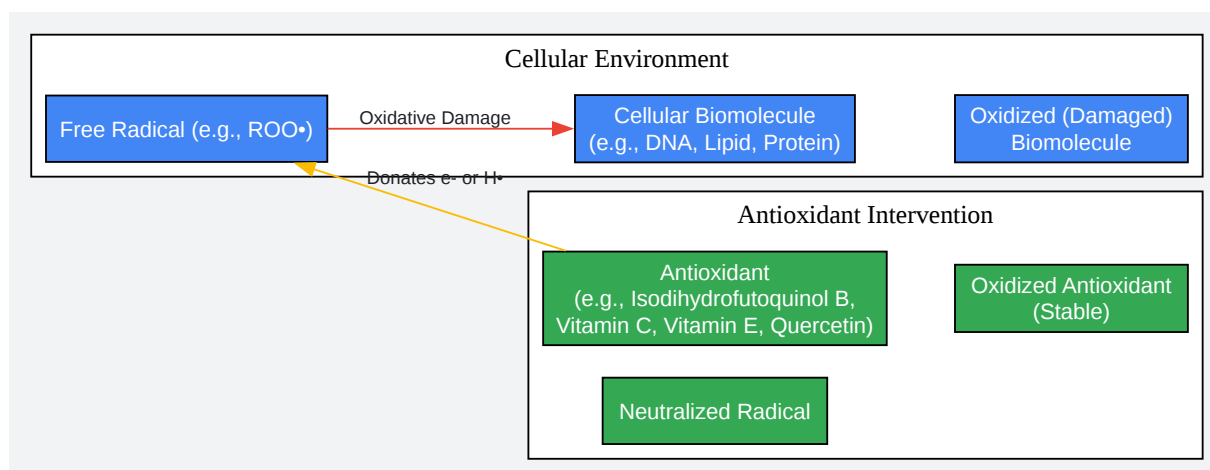 Cellular Environment
Free Radical (e.g., ROO•)
Oxidative Damage
Cellular Biomolecule
(e.g., DNA, Lipid, Protein)
Oxidized (Damaged)
Biomolecule
Donates e- or H•
Antioxidant Intervention
Antioxidant
(e.g., Isodihydrofutoquinol B,
Vitamin C, Vitamin E, Quercetin)
Oxidized Antioxidant
(Stable)
Neutralized Radical